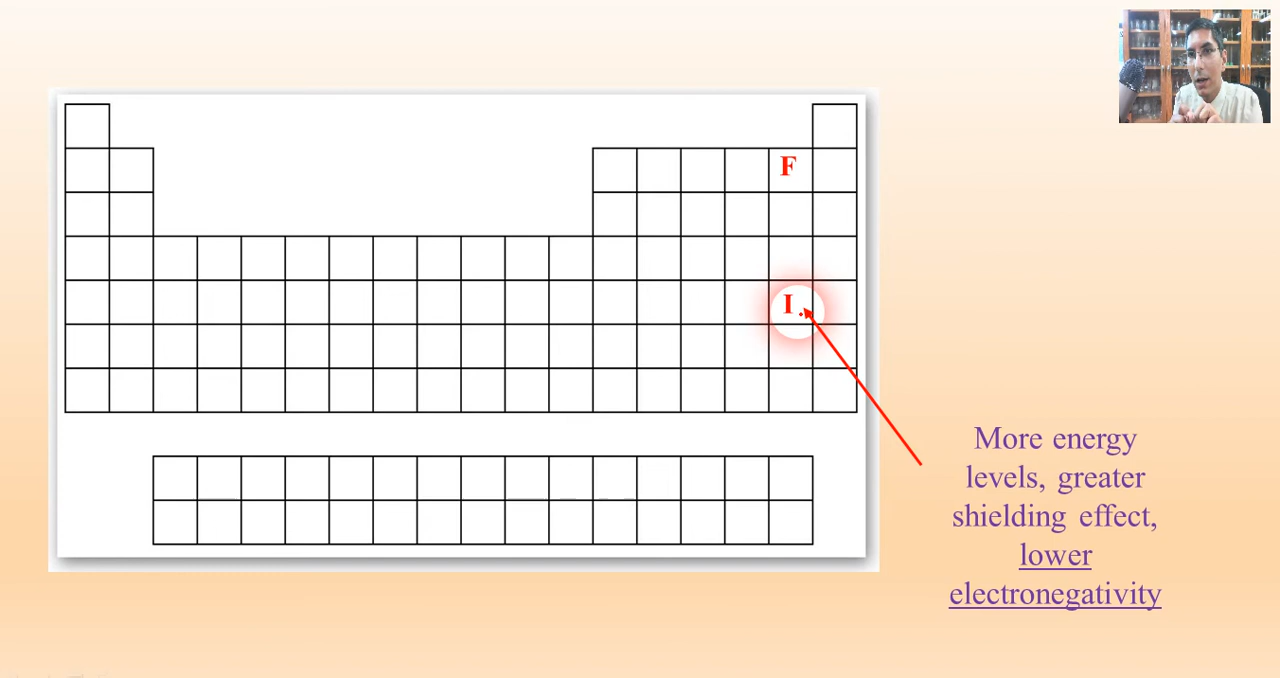 F
I
More energy
levels, greater
shielding effect,
lower
electronegativity